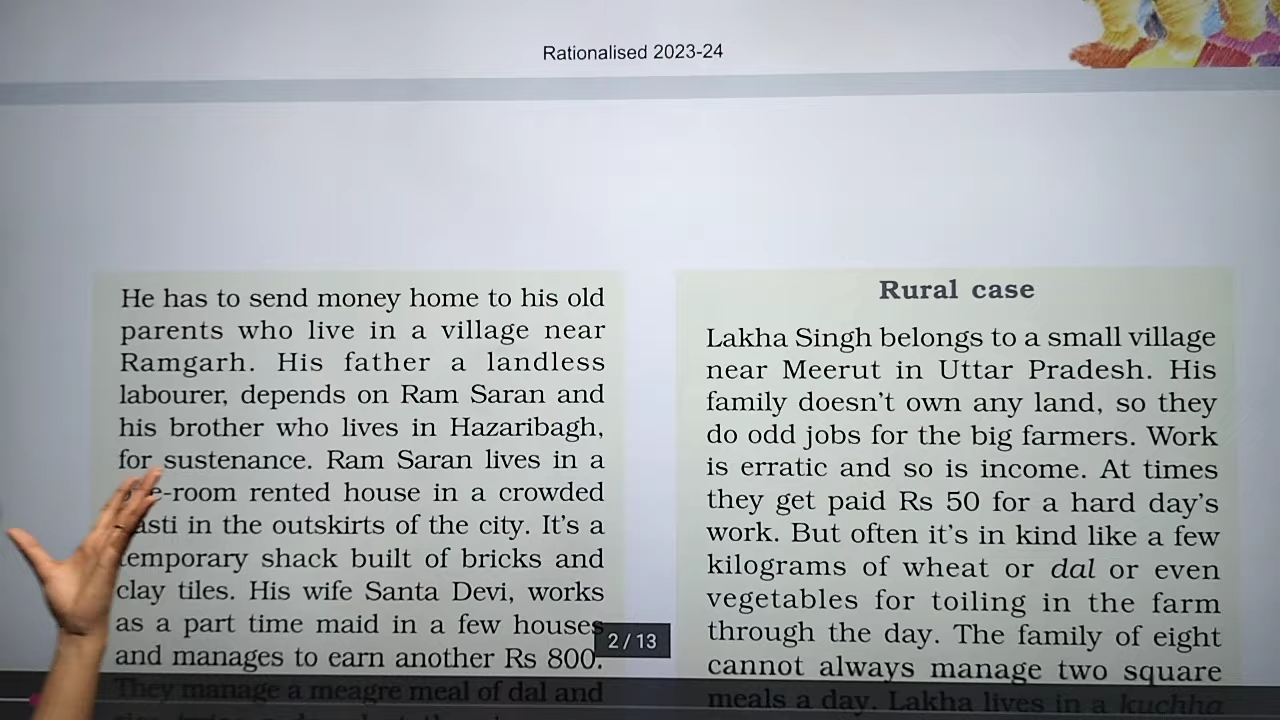 Rationalised 2023-24
He has to send money home to his old
parents who live in a village near
Ramgarh. His father a landless
labourer, depends on Ram Saran and
his brother who lives in Hazaribagh,
for sustenance. Ram Saran lives in a
rented house in a crowded
in the outskirts of the city. It's a
temporary shack built of bricks and
clay tiles. His wife Santa Devi, works
as a part time maid in a few houses
and manages to earn another Rs 800.
They manage a meagre meal of dal and
Rural case
Lakha Singh belongs to a small village
near Meerut in Uttar Pradesh. His
family doesn't own any land, so they
do odd jobs for the big farmers. Work
is erratic and so is income. At times
they get paid Rs 50 for a hard day's
work. But often it's in kind like a few
kilograms of wheat or dal or even
vegetables for toiling in the farm
through the day. The family of eight
cannot always manage two square
meals a day. Lakha lives in a kuchha
2 / 13